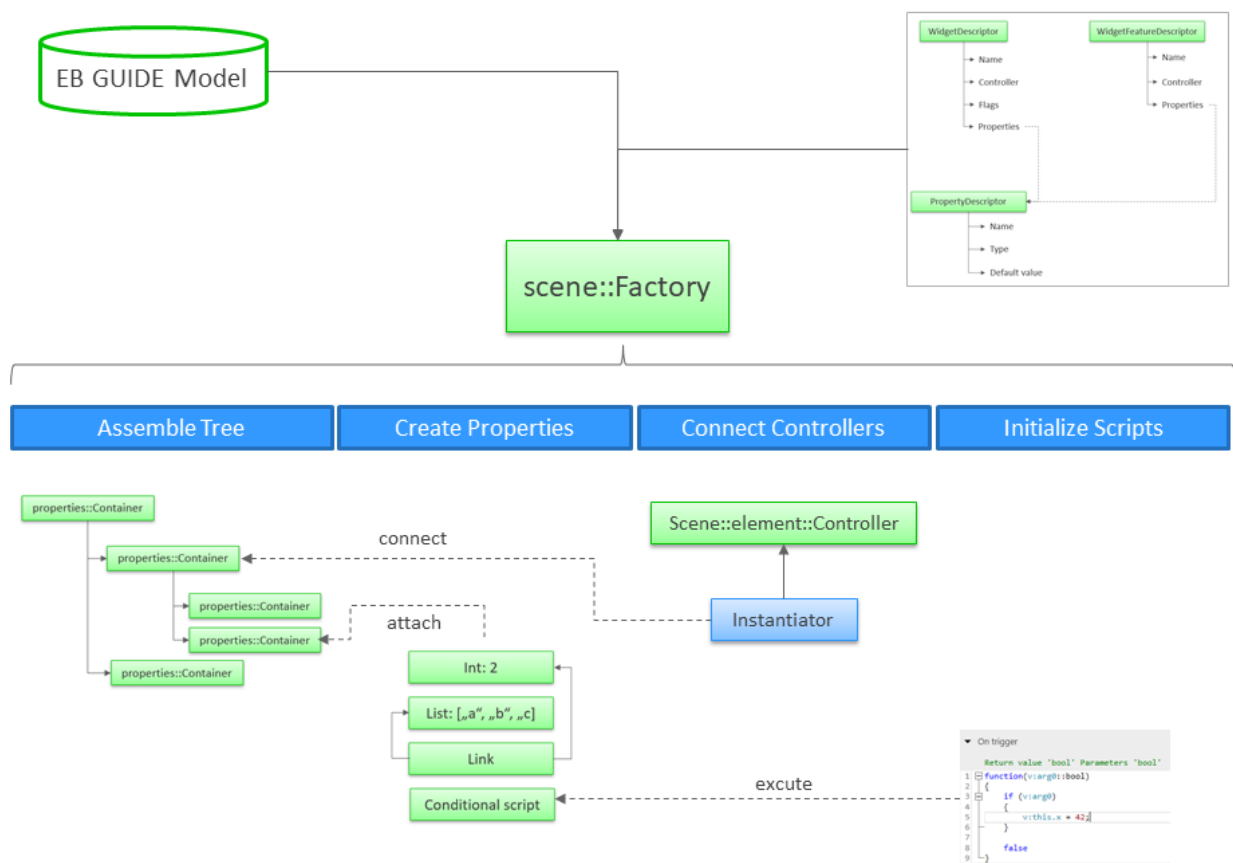 EB GUIDE Model
WidgetDescriptor
Name
Controller
Flags
Properties
WidgetFeatureDescriptor
Name
Controller
Properties
PropertyDescriptor
Name
Type
Default value
scene::Factory
Assemble Tree
Create Properties
Connect Controllers
Initialize Scripts
properties::Container
properties::Container
properties::Container
properties::Container
properties::Container
connect
attach
Scene::element::Controller
Instantiator
Int: 2
List: [„a“, „b“, „c]
Link
Conditional script
excute
On trigger
Return value 'bool' Parameters 'bool'
1 function(v:arg0::bool)
2 {
3 if (v:arg0)
4 {
5 v:this.x = 42;
6 }
7
8 false
9 }